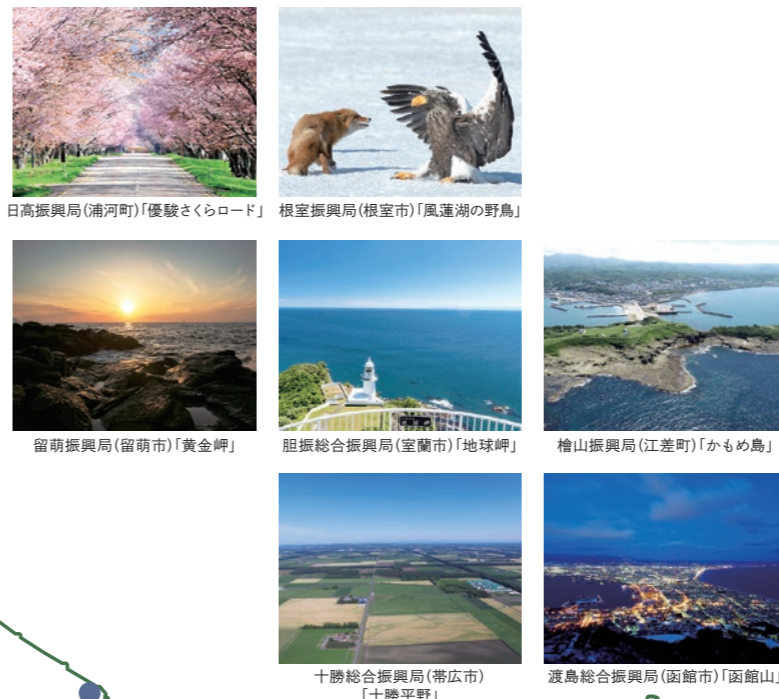 日高振興局(浦河町)「優駿さくらロード」
根室振興局(根室市)「風蓮湖の野鳥」
留萌振興局(留萌市)「黄金岬」
胆振総合振興局(室蘭市)「地球岬」
檜山振興局(江差町)「かもめ島」
十勝総合振興局(帯広市)
「十勝平野」
渡島総合振興局(函館市)「函館山」